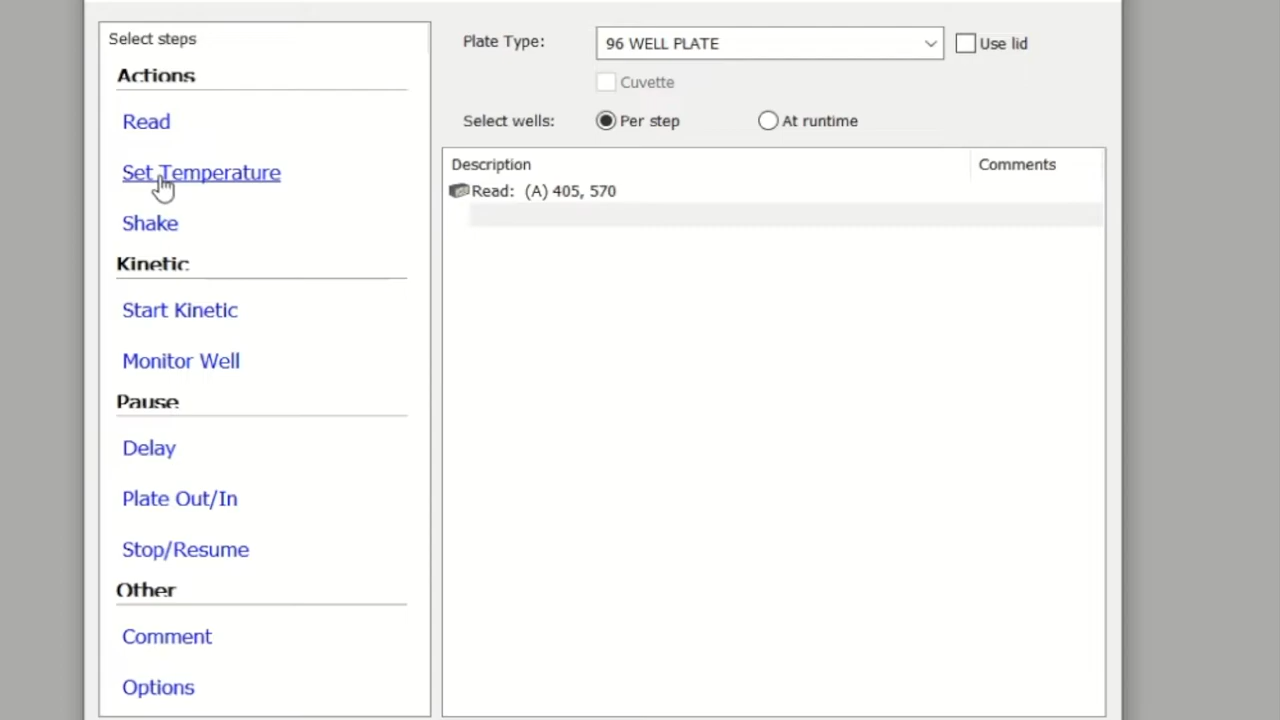 Select steps
Actions
Read
Set Temperature
Shake
Kinetic
Start Kinetic
Monitor Well
Pause
Delay
Plate Out/In
Stop/Resume
Other
Comment
Options
Plate Type: 96 WELL PLATE Use lid
Cuvette
Select wells: Per step At runtime
Description Comments
Read: (A) 405, 570